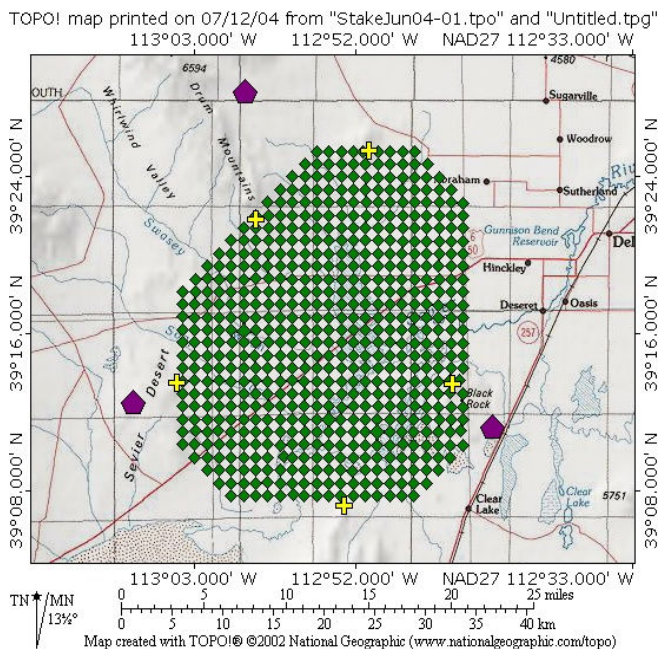 TOPO! map printed on 07/12/04 from "StakeJun04-01.tpo" and "Untitled.tpg"
113°03.000' W 112°52.000' W NAD27 112°33.000' W
6594
4580
OUTH
Drum
Mountains
Whirlwind
Valley
Sugarville
Woodrow
39°24.000' N
39°24.000' N
braham
Sutherland
Swasey
6
50
Gunnison Bend
Reservoir
Del
Hinckley
Deseret
Oasis
257
39°16.000' N
39°16.000' N
Sevier Desert
Black
Rock
39°08.000' N
39°08.000' N
Clear
Lake
Clear
Lake
5751
113°03.000' W 112°52.000' W NAD27 112°33.000' W
TN MN
13½°
0 5 10 15 20 25 miles
0 5 10 15 20 25 30 35 40 km
Map created with TOPO!® ©2002 National Geographic (www.nationalgeographic.com/topo)